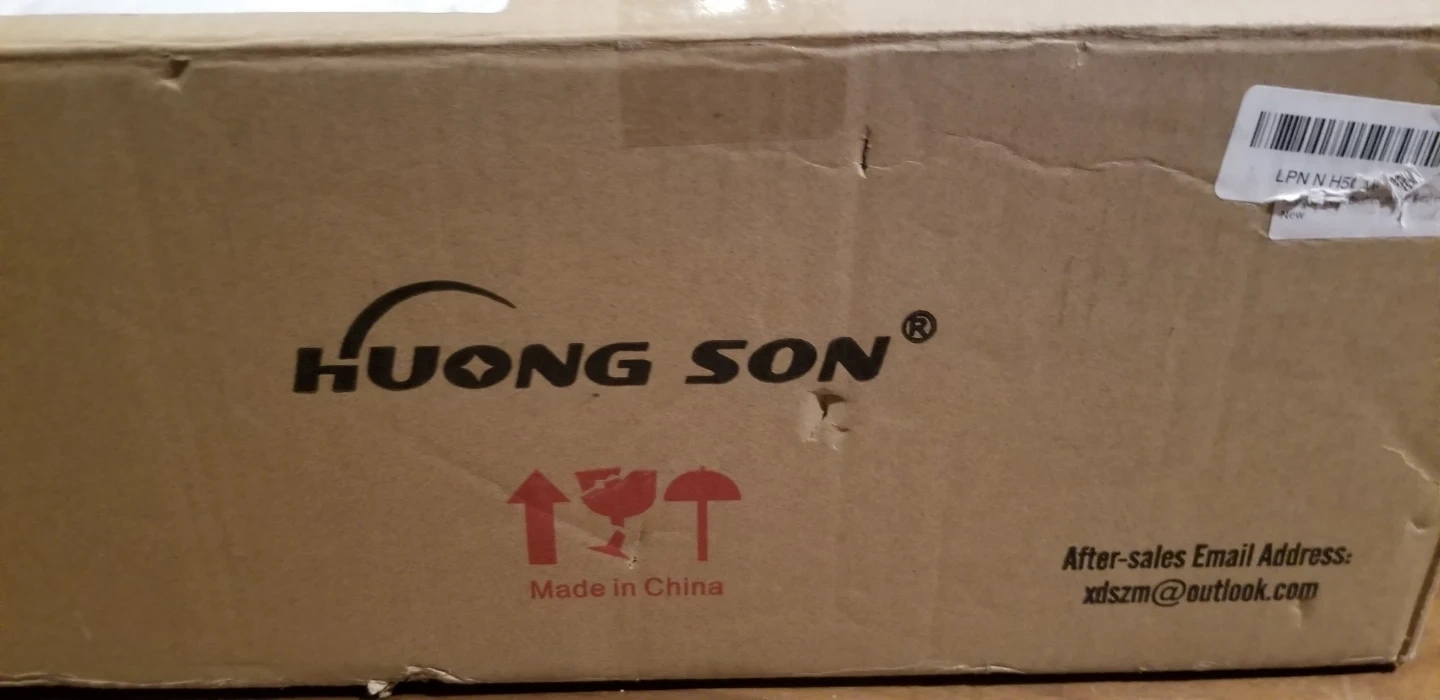 LPN N H5
New
HUONG SON®
Made in China
After-sales Email Address:
xdszm@outlook.com